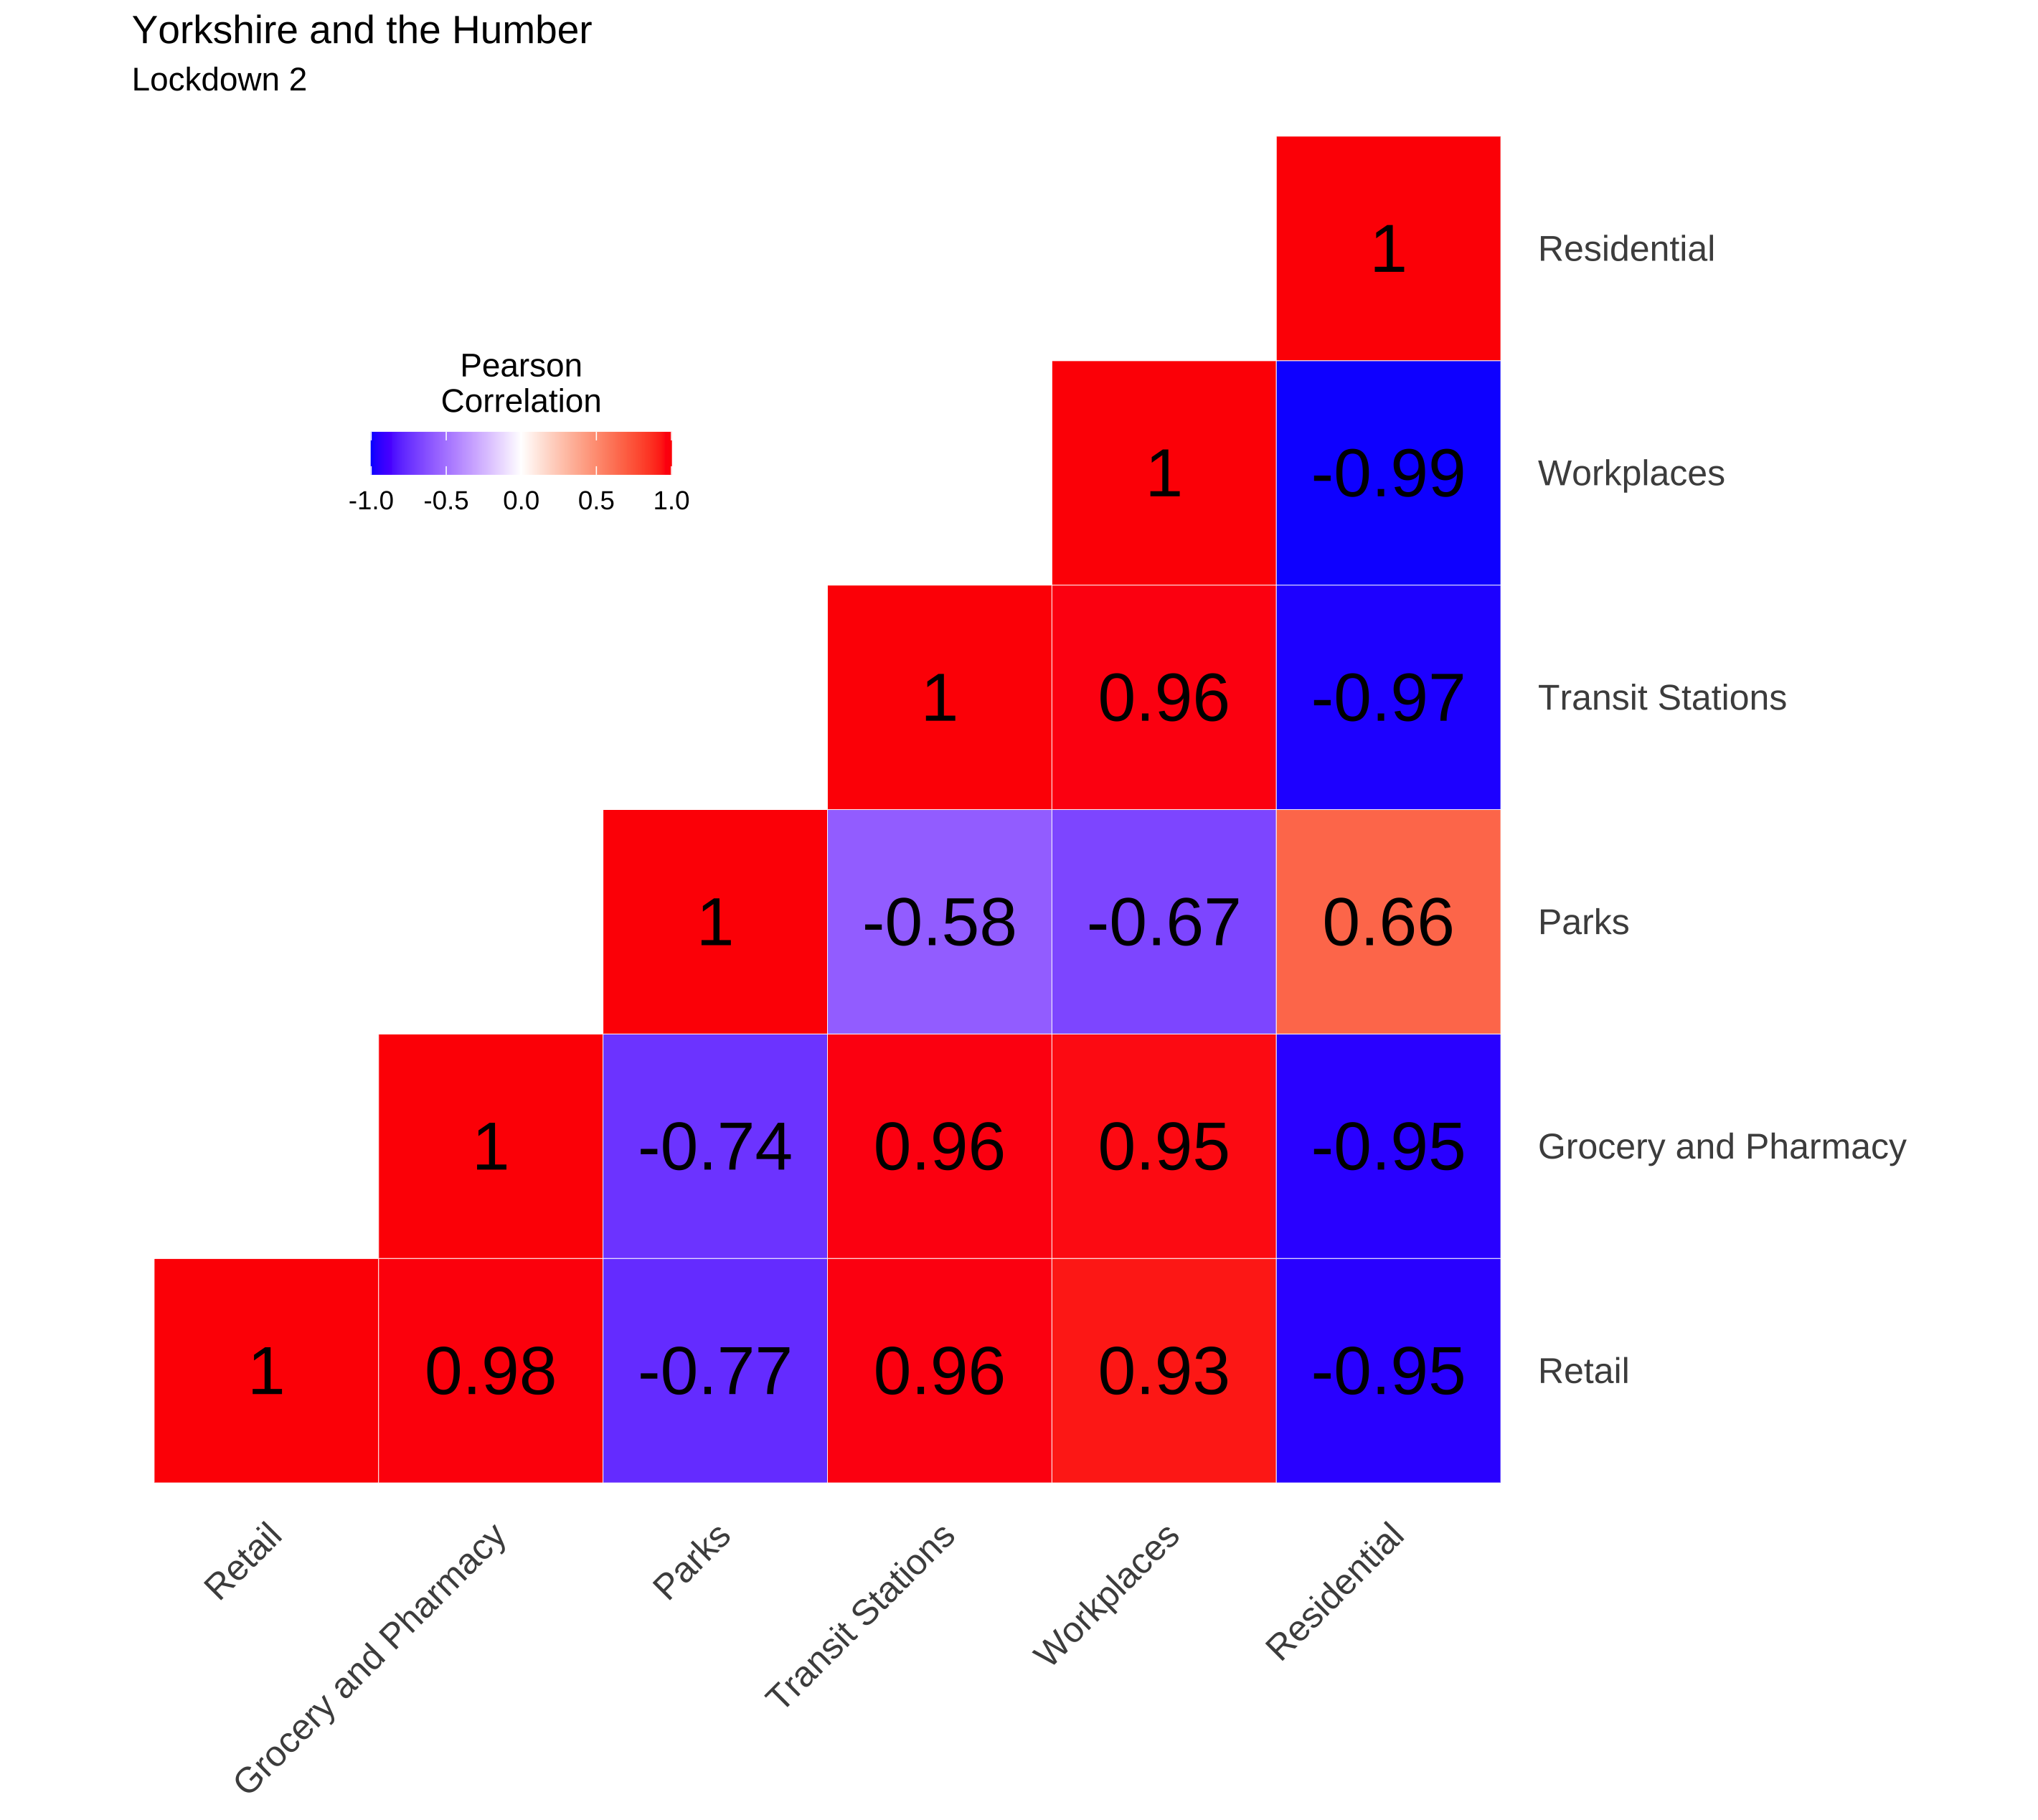 Yorkshire and the Humber
Lockdown 2
1 Residential
Pearson
Correlation
-1.0 -0.5 0.0 0.5 1.0
1 -0.99 Workplaces
1 0.96 -0.97 Transit Stations
1 -0.58 -0.67 0.66 Parks
1 -0.74 0.96 0.95 -0.95 Grocery and Pharmacy
1 0.98 -0.77 0.96 0.93 -0.95 Retail
Retail
Grocery and Pharmacy
Parks
Transit Stations
Workplaces
Residential